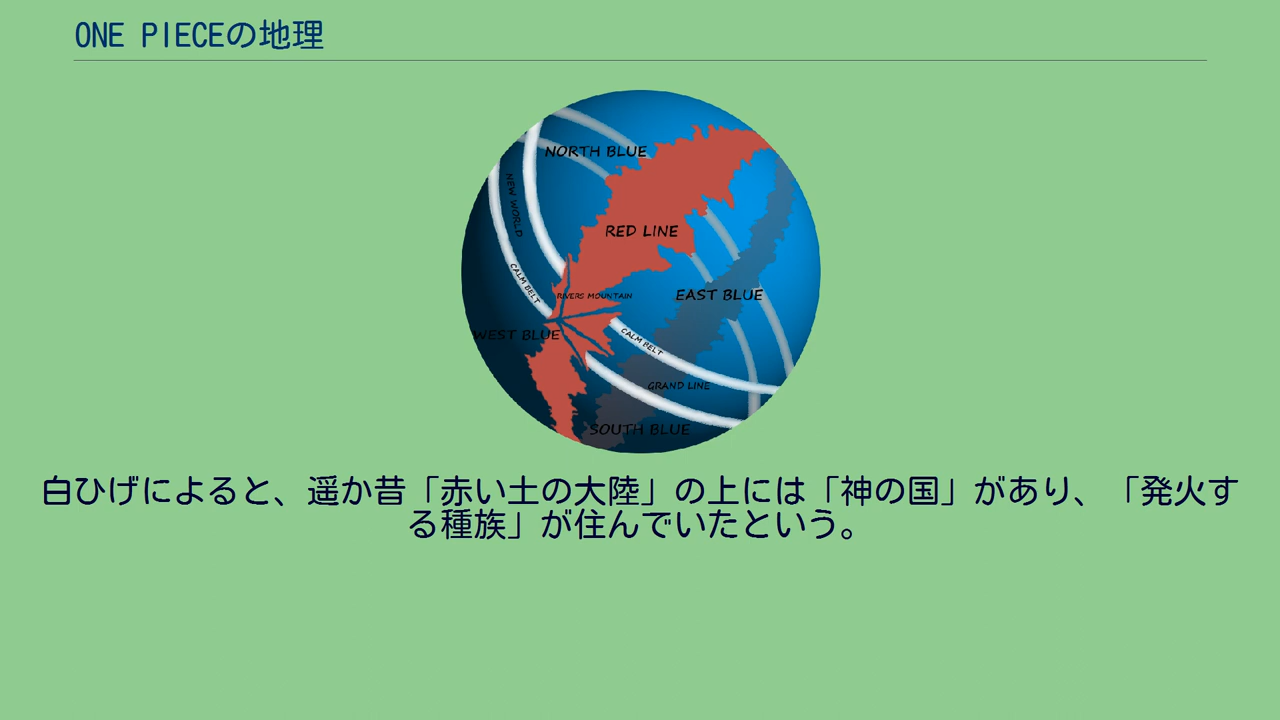 ONE PIECEの地理
NORTH BLUE
NEW WORLD
RED LINE
CALM BELT
RIVERS MOUNTAIN
EAST BLUE
WEST BLUE
CALM BELT
GRAND LINE
SOUTH BLUE
白ひげによると、遥か昔「赤い土の大陸」の上には「神の国」があり、「発火す
る種族」が住んでいたという。